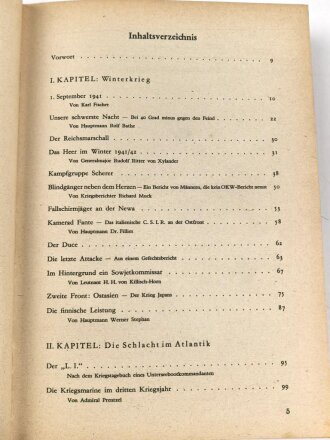 Inhaltsverzeichnis
Vorwort 9
I. KAPITEL: Winterkrieg
1. September 1941 10
Von Karl Fischer
Unsere schwerste Nacht — Bei 40 Grad minus gegen den Feind 22
Von Hauptmann Rolf Bathe
Der Reichsmarschall 30
Das Heer im Winter 1941/42 31
Von Generalmajor Rudolf Ritter von Xylander
Kampfgruppe Scherer 38
Blindgänger neben dem Herzen — Ein Bericht von Männern, die kein OKW-Bericht nennt 50
Von Kriegsberichter Richard Mock
Fallschirmjäger an der Newa 53
Kamerad Fante — Das italienische C.S.I.R. an der Ostfront 58
Von Hauptmann Dr. Fillies
Der Duce 62
Die letzte Attacke — Aus einem Gefechtsbericht 63
Im Hintergrund ein Sowjetkommissar 67
Von Leutnant H. H. von Killisch-Horn
Zweite Front: Ostasien — Der Krieg Japans 75
Die finnische Leistung 87
Von Hauptmann Werner Stephan
II. KAPITEL: Die Schlacht im Atlantik
Der „L. I." 95
Nach dem Kriegstagebuch eines Unterseebootkommandanten
Die Kriegsmarine im dritten Kriegsjahr 99
Von Admiral Prentzel
5